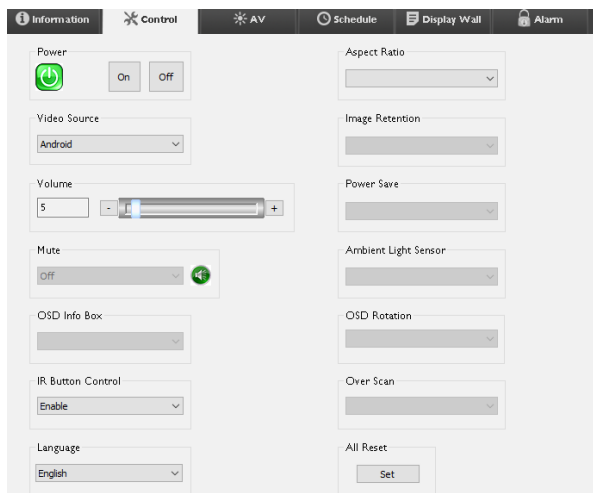 Information
Control
AV
Schedule
Display Wall
Alarm
Power
On
Off
Video Source
Android
Volume
5
-
+
Mute
Off
OSD Info Box
IR Button Control
Enable
Language
English
Aspect Ratio
Image Retention
Power Save
Ambient Light Sensor
OSD Rotation
Over Scan
All Reset
Set